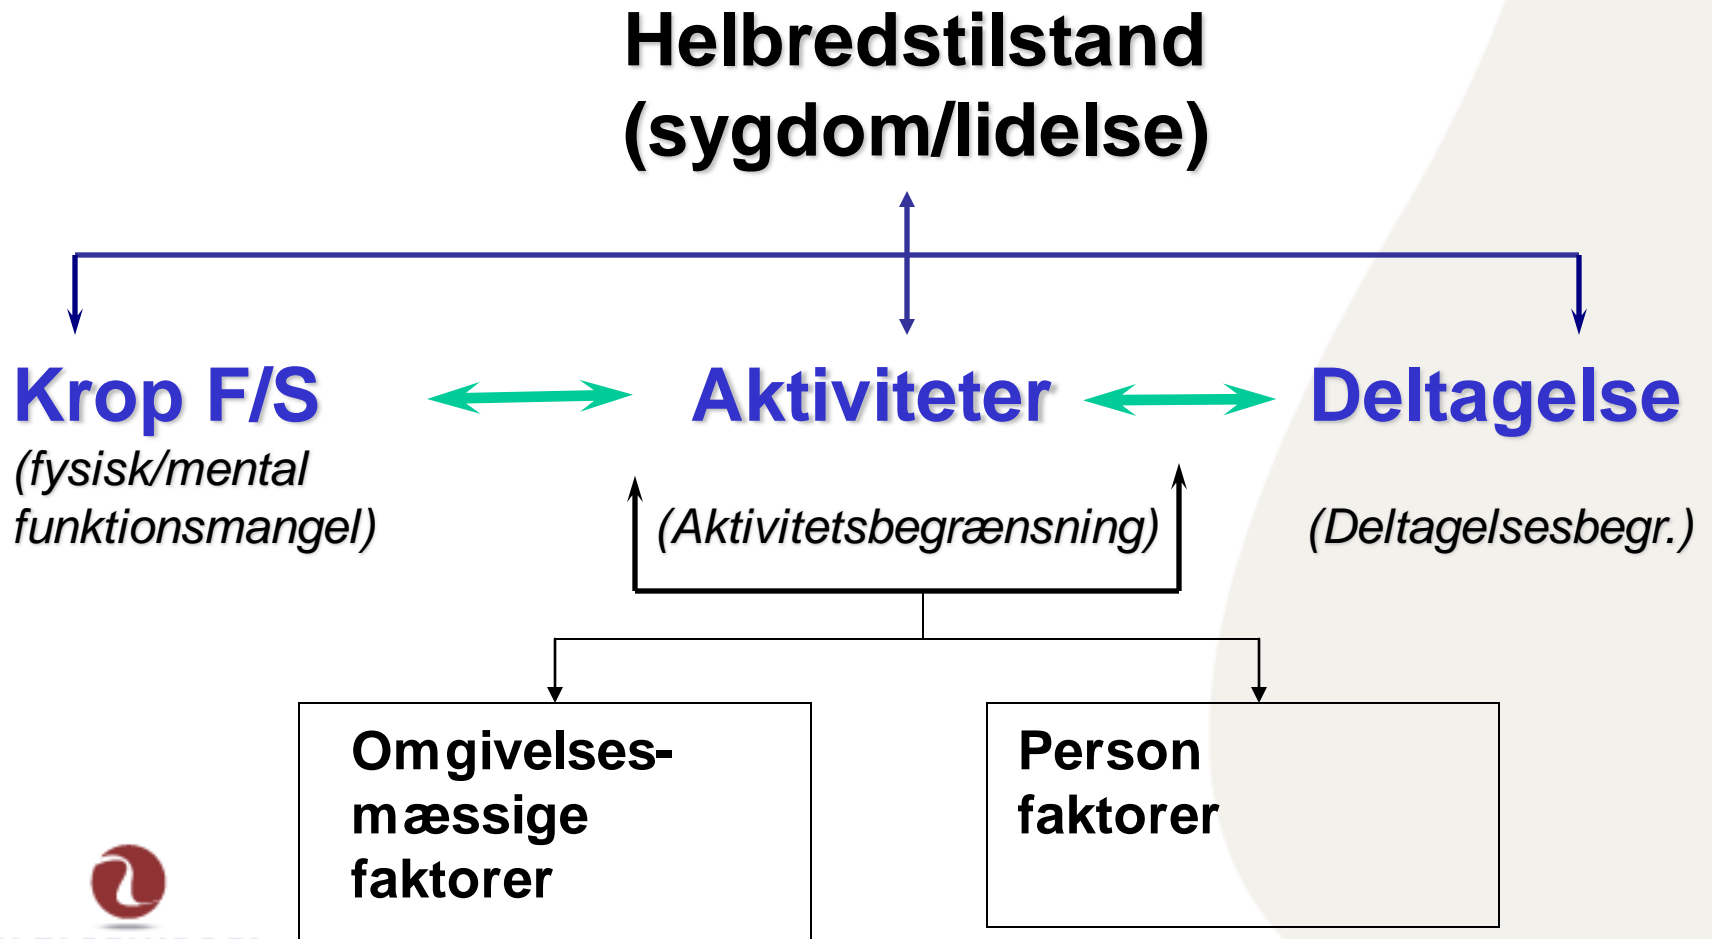 Helbredstilstand
(sygdom/lidelse)
Krop F/S
Aktiviteter
Deltagelse
(fysisk/mental
funktionsmangel)
(Aktivitetsbegrænsning)
(Deltagelsesbegr.)
Omgivelses-
mæssige
faktorer
Person
faktorer